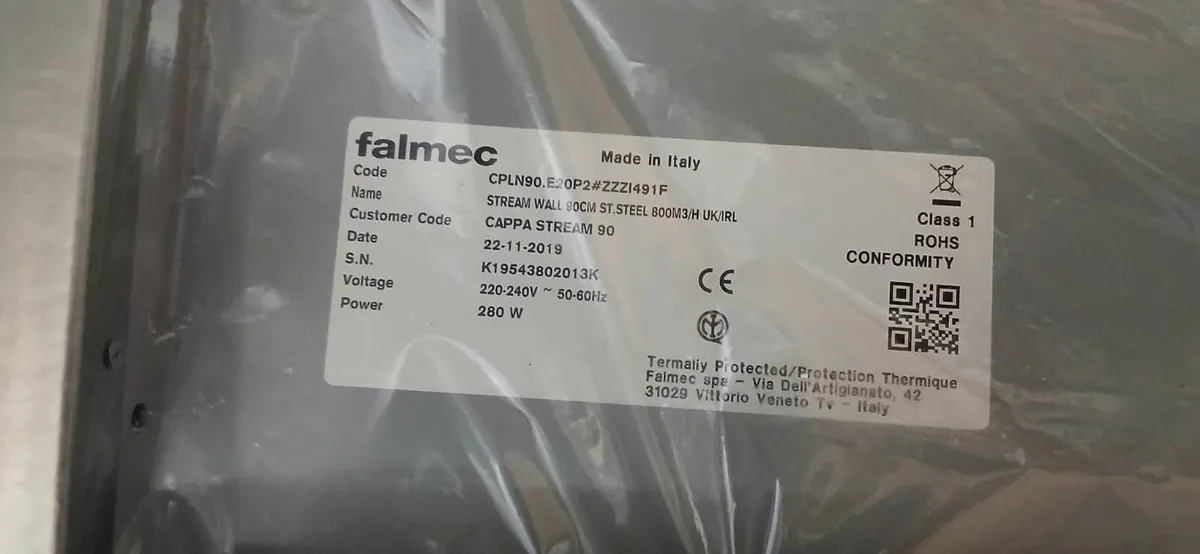 falmec
Made in Italy
Code CPLN90.E20P2#ZZZI491F
Name STREAM WALL 90CM ST.STEEL 800M3/H UK/IRL
Customer Code CAPPA STREAM 90
Date 22-11-2019
S.N. K19543802013K
Voltage 220-240V ~ 50-60Hz
Power 280 W
Class 1
ROHS
CONFORMITY
CE
Termaliy Protected/Protection Thermique
Falmec spa - Via Dell'Artigianato, 42
31029 Vittorio Veneto Tv - Italy